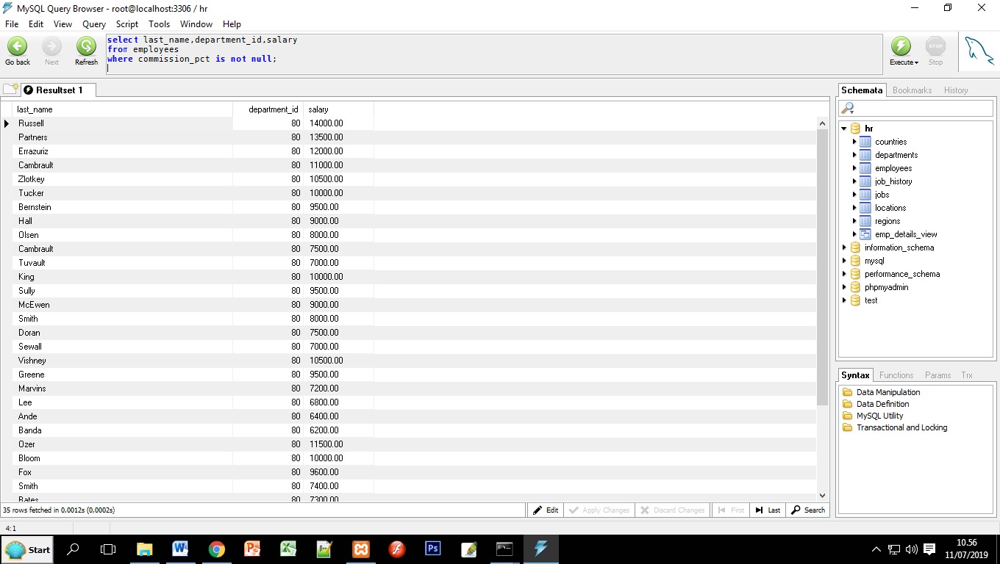 MySQL Query Browser - root@localhost:3306 / hr
File Edit View Query Script Tools Window Help
Go back Next Refresh
select last_name,department_id,salary
from employees
where commission_pct is not null;
Execute STOP Stop
Resultset 1
last_name department_id salary
Russell 80 14000.00
Partners 80 13500.00
Errazuriz 80 12000.00
Cambrault 80 11000.00
Zlotkey 80 10500.00
Tucker 80 10000.00
Bernstein 80 9500.00
Hall 80 9000.00
Olsen 80 8000.00
Cambrault 80 7500.00
Tuvault 80 7000.00
King 80 10000.00
Sully 80 9500.00
McEwen 80 9000.00
Smith 80 8000.00
Doran 80 7500.00
Sewall 80 7000.00
Vishney 80 10500.00
Greene 80 9500.00
Marvins 80 7200.00
Lee 80 6800.00
Ande 80 6400.00
Banda 80 6200.00
Ozer 80 11500.00
Bloom 80 10000.00
Fox 80 9600.00
Smith 80 7400.00
Bates 80 7300.00
35 rows fetched in 0,0012s (0,0002s)
Edit Apply Changes Discard Changes First Last Search
4:1
Schemata Bookmarks History
hr
countries
departments
employees
job_history
jobs
locations
regions
emp_details_view
information_schema
mysql
performance_schema
phpmyadmin
test
Syntax Functions Params Trx
Data Manipulation
Data Definition
MySQL Utility
Transactional and Locking
Start
Ps
10.56
11/07/2019